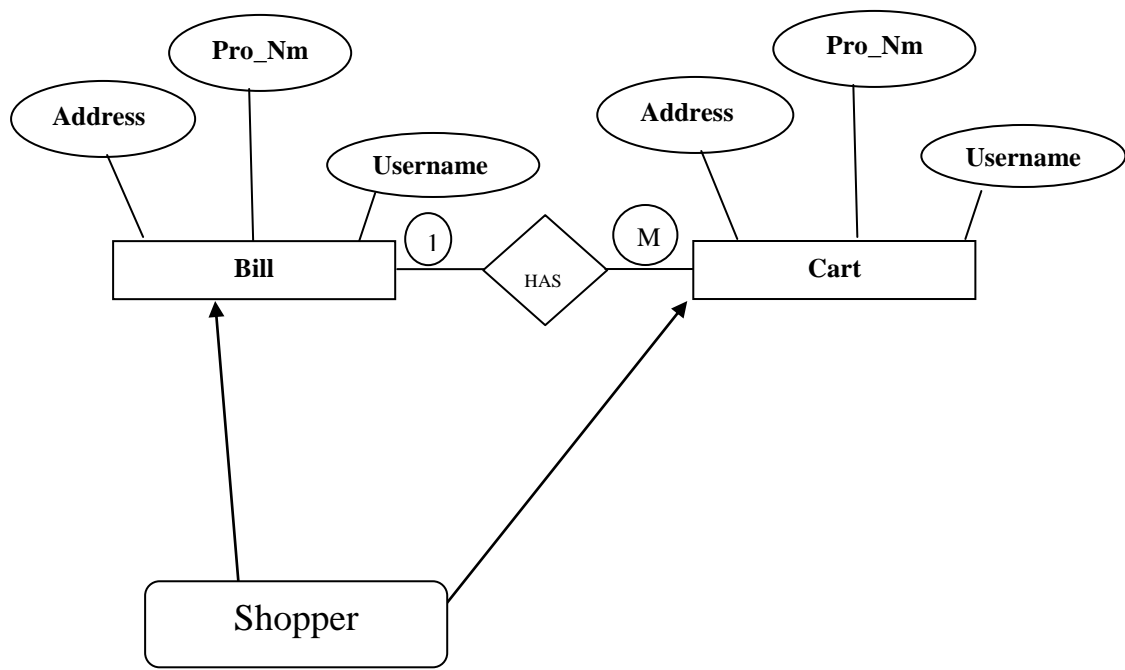 Pro_Nm
Address
Username
Pro_Nm
Address
Username
1
M
Bill
HAS
Cart
Shopper